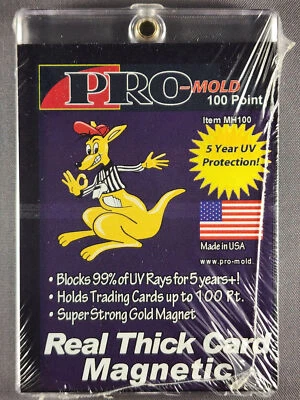 PRO-MOLD
100 Point
Item MH100
5 Year UV
Protection!
Made in USA
www.pro-mold.
• Blocks 99% of UV Rays for 5 years+!
• Holds Trading Cards up to 100 Pt.
• Super Strong Gold Magnet
Real Thick Card
Magnetic